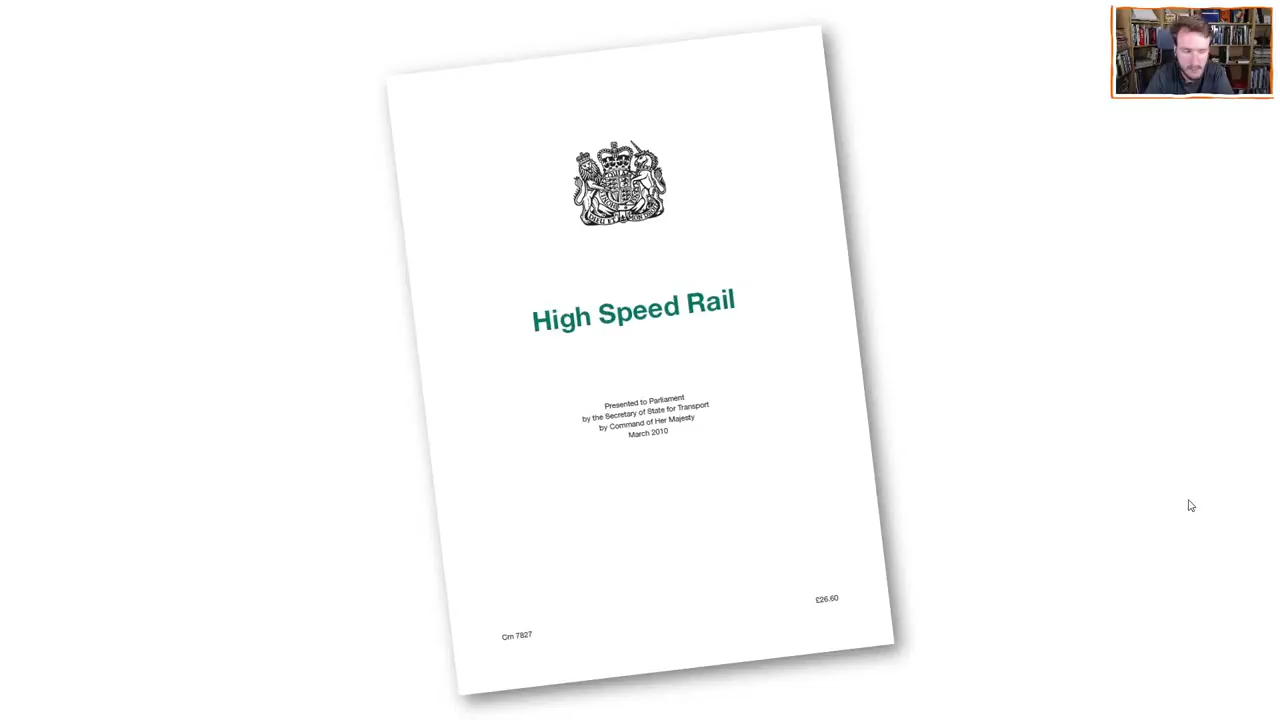 High Speed Rail
Presented to Parliament
by the Secretary of State for Transport
by Command of Her Majesty
March 2010
£26.60
Cm 7827